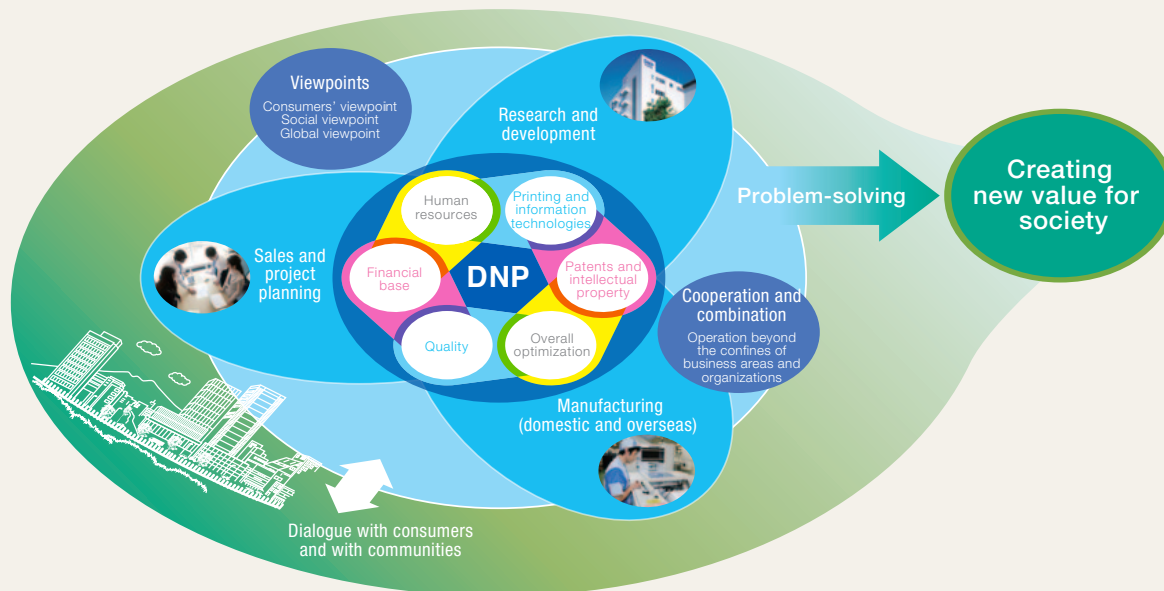 Viewpoints
Consumers' viewpoint
Social viewpoint
Global viewpoint
Research and
development
Human
resources
Printing and
information
technologies
Problem-solving
Creating
new value for
society
Sales and
project
planning
Financial
base
DNP
Patents and
intellectual
property
Cooperation and
combination
Operation beyond
the confines of
business areas and
organizations
Quality
Overall
optimization
Manufacturing
(domestic and overseas)
Dialogue with consumers
and with communities